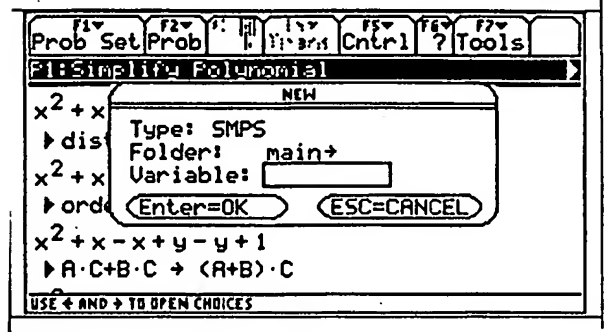 F1▾ F2▾ F5▾ F6▾ F7▾
Prob Set Prob Cntrl ? Tools
P1:Simplify Polynomial
NEW
x² + x
Type: SMPS
▶dist
Folder: main→
x² + x
Variable:
▶orde
(Enter=OK) (ESC=CANCEL)
x² + x - x + y - y + 1
▶A·C+B·C → (A+B)·C
USE ← AND → TO OPEN CHOICES